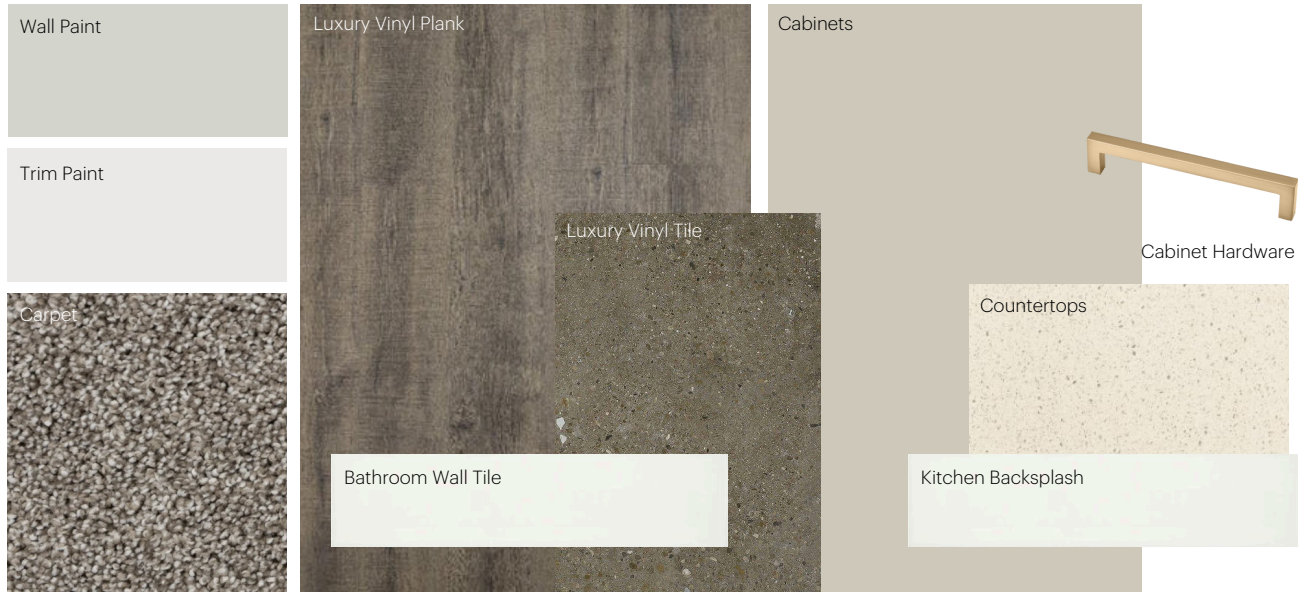 Wall Paint
Trim Paint
Carpet
Luxury Vinyl Plank
Luxury Vinyl Tile
Bathroom Wall Tile
Cabinets
Cabinet Hardware
Countertops
Kitchen Backsplash